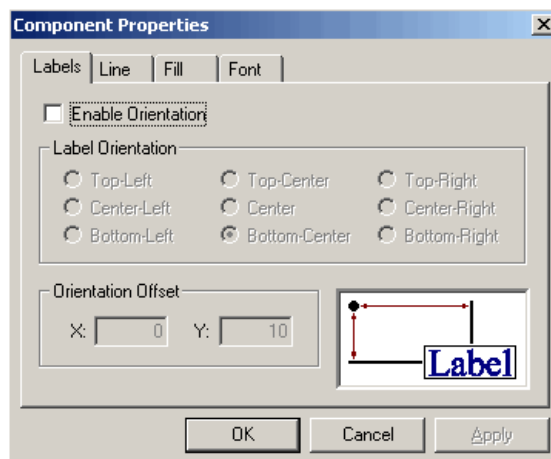 Component Properties
Labels Line Fill Font
Enable Orientation
Label Orientation
Top-Left Top-Center Top-Right
Center-Left Center Center-Right
Bottom-Left Bottom-Center Bottom-Right
Orientation Offset
X: 0 Y: 10
Label
OK Cancel Apply